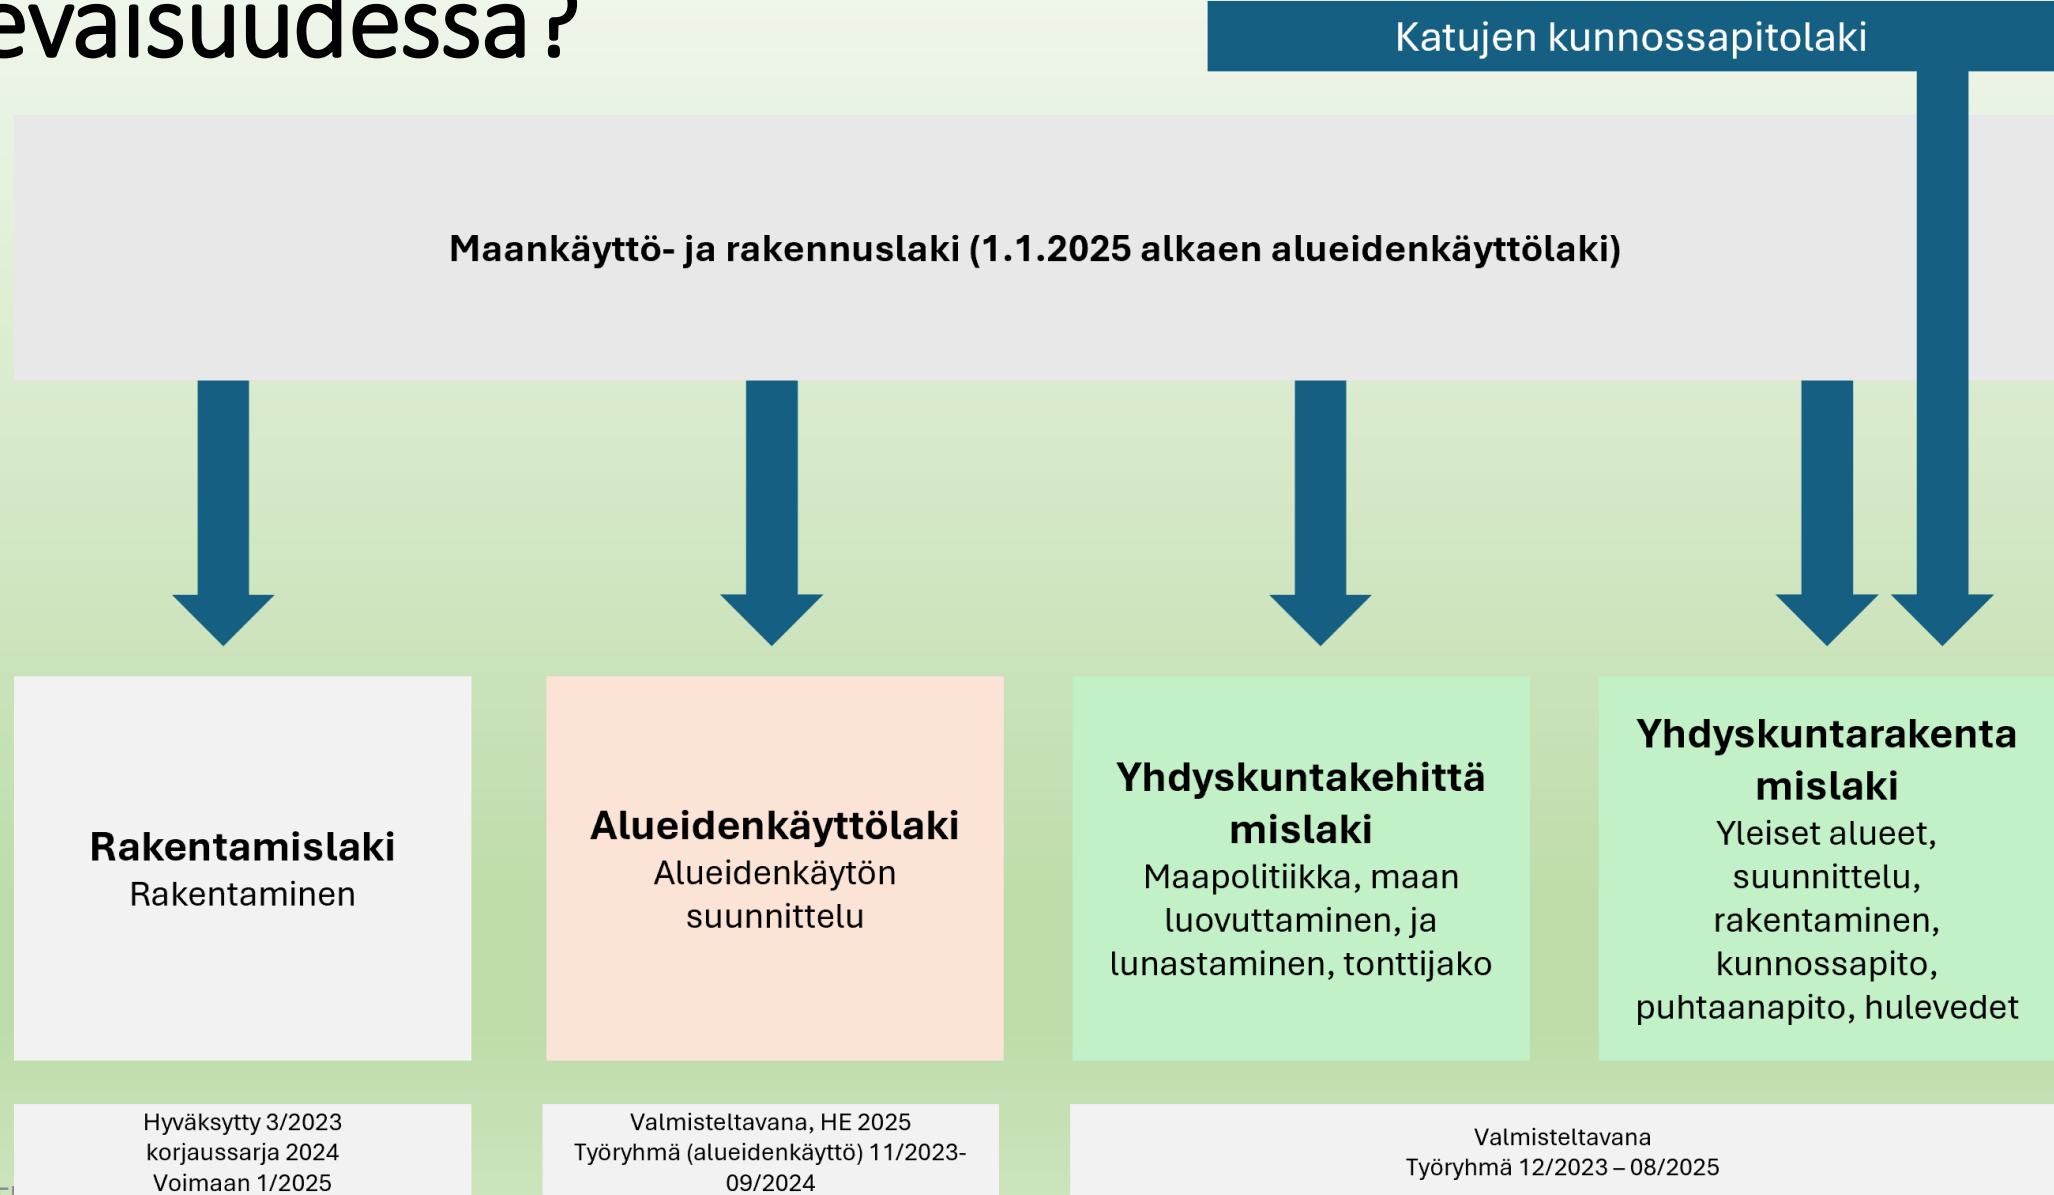 evaisuudessa?
Katujen kunnossapitolaki
Maankäyttö- ja rakennuslaki (1.1.2025 alkaen alueidenkäyttölaki)
Rakentamislaki
Rakentaminen
Alueidenkäyttölaki
Alueidenkäytön
suunnittelu
Yhdyskuntakehittä
mislaki
Maapolitiikka, maan
luovuttaminen, ja
lunastaminen, tonttijako
Yhdyskuntarakenta
mislaki
Yleiset alueet,
suunnittelu,
rakentaminen,
kunnossapito,
puhtaanapito, hulevedet
Hyväksytty 3/2023
korjaussarja 2024
Voimaan 1/2025
Valmisteltavana, HE 2025
Työryhmä (alueidenkäyttö) 11/2023-
09/2024
Valmisteltavana
Työryhmä 12/2023 – 08/2025